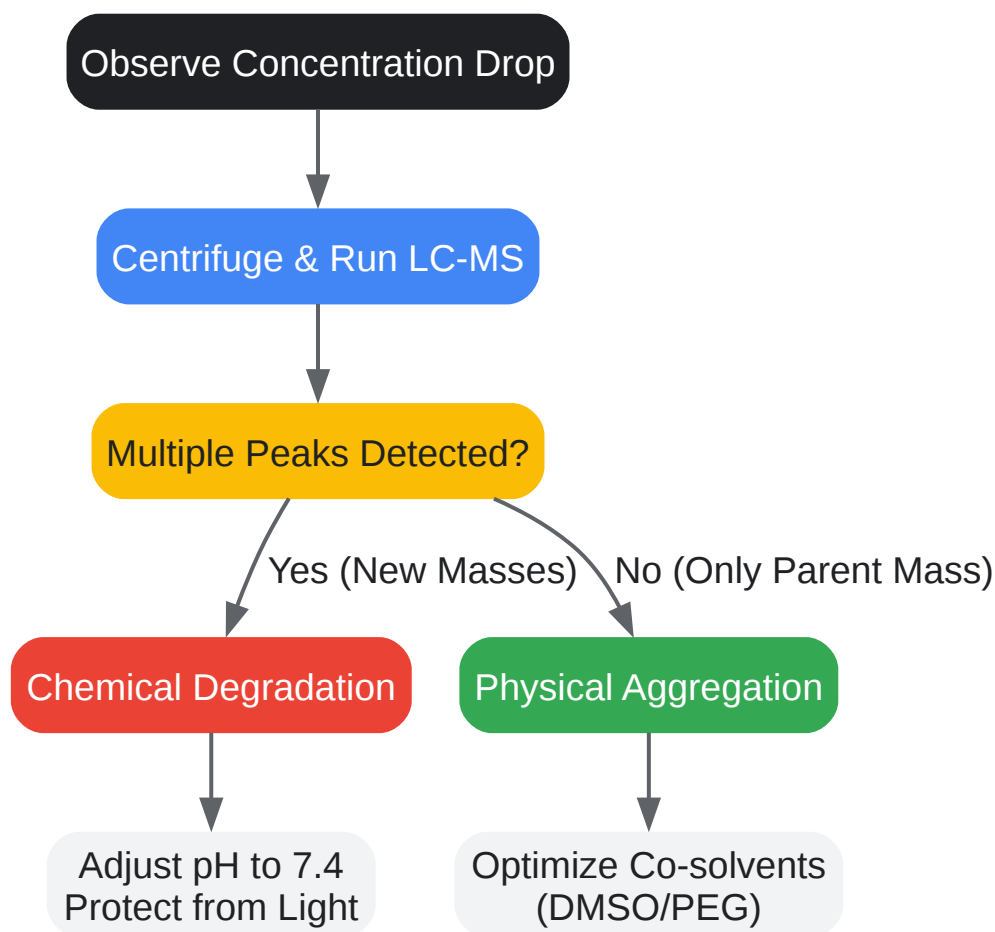 Observe Concentration Drop
Centrifuge & Run LC-MS
Multiple Peaks Detected?
Yes (New Masses)
No (Only Parent Mass)
Chemical Degradation
Physical Aggregation
Adjust pH to 7.4
Protect from Light
Optimize Co-solvents
(DMSO/PEG)